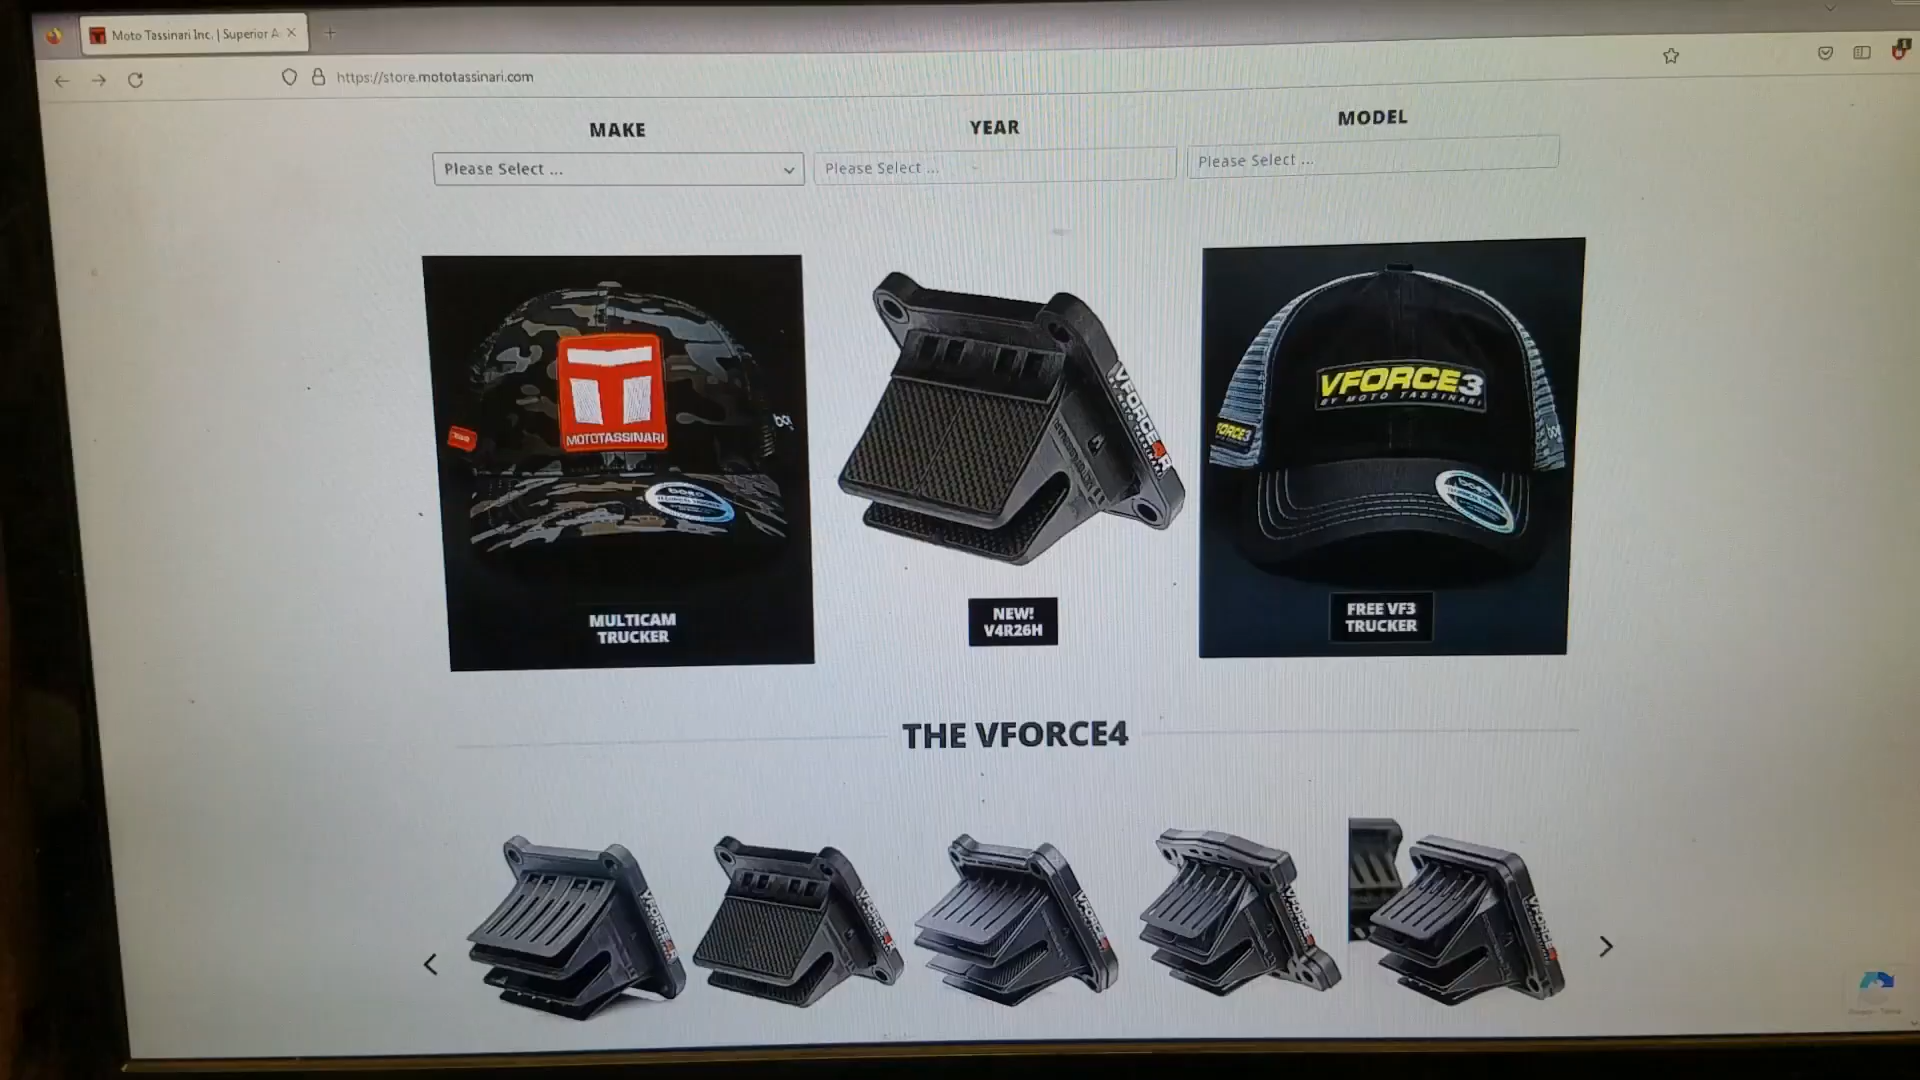 Moto Tassinari Inc. | Superior A
https://store.mototassinari.com
MAKE
YEAR
MODEL
Please Select ...
Please Select ...
Please Select ...
MOTOTASSINARI
VFORCE4R
VFORCE3
BY MOTO TASSINARI
MULTICAM
TRUCKER
NEW!
V4R26H
FREE VF3
TRUCKER
THE VFORCE4